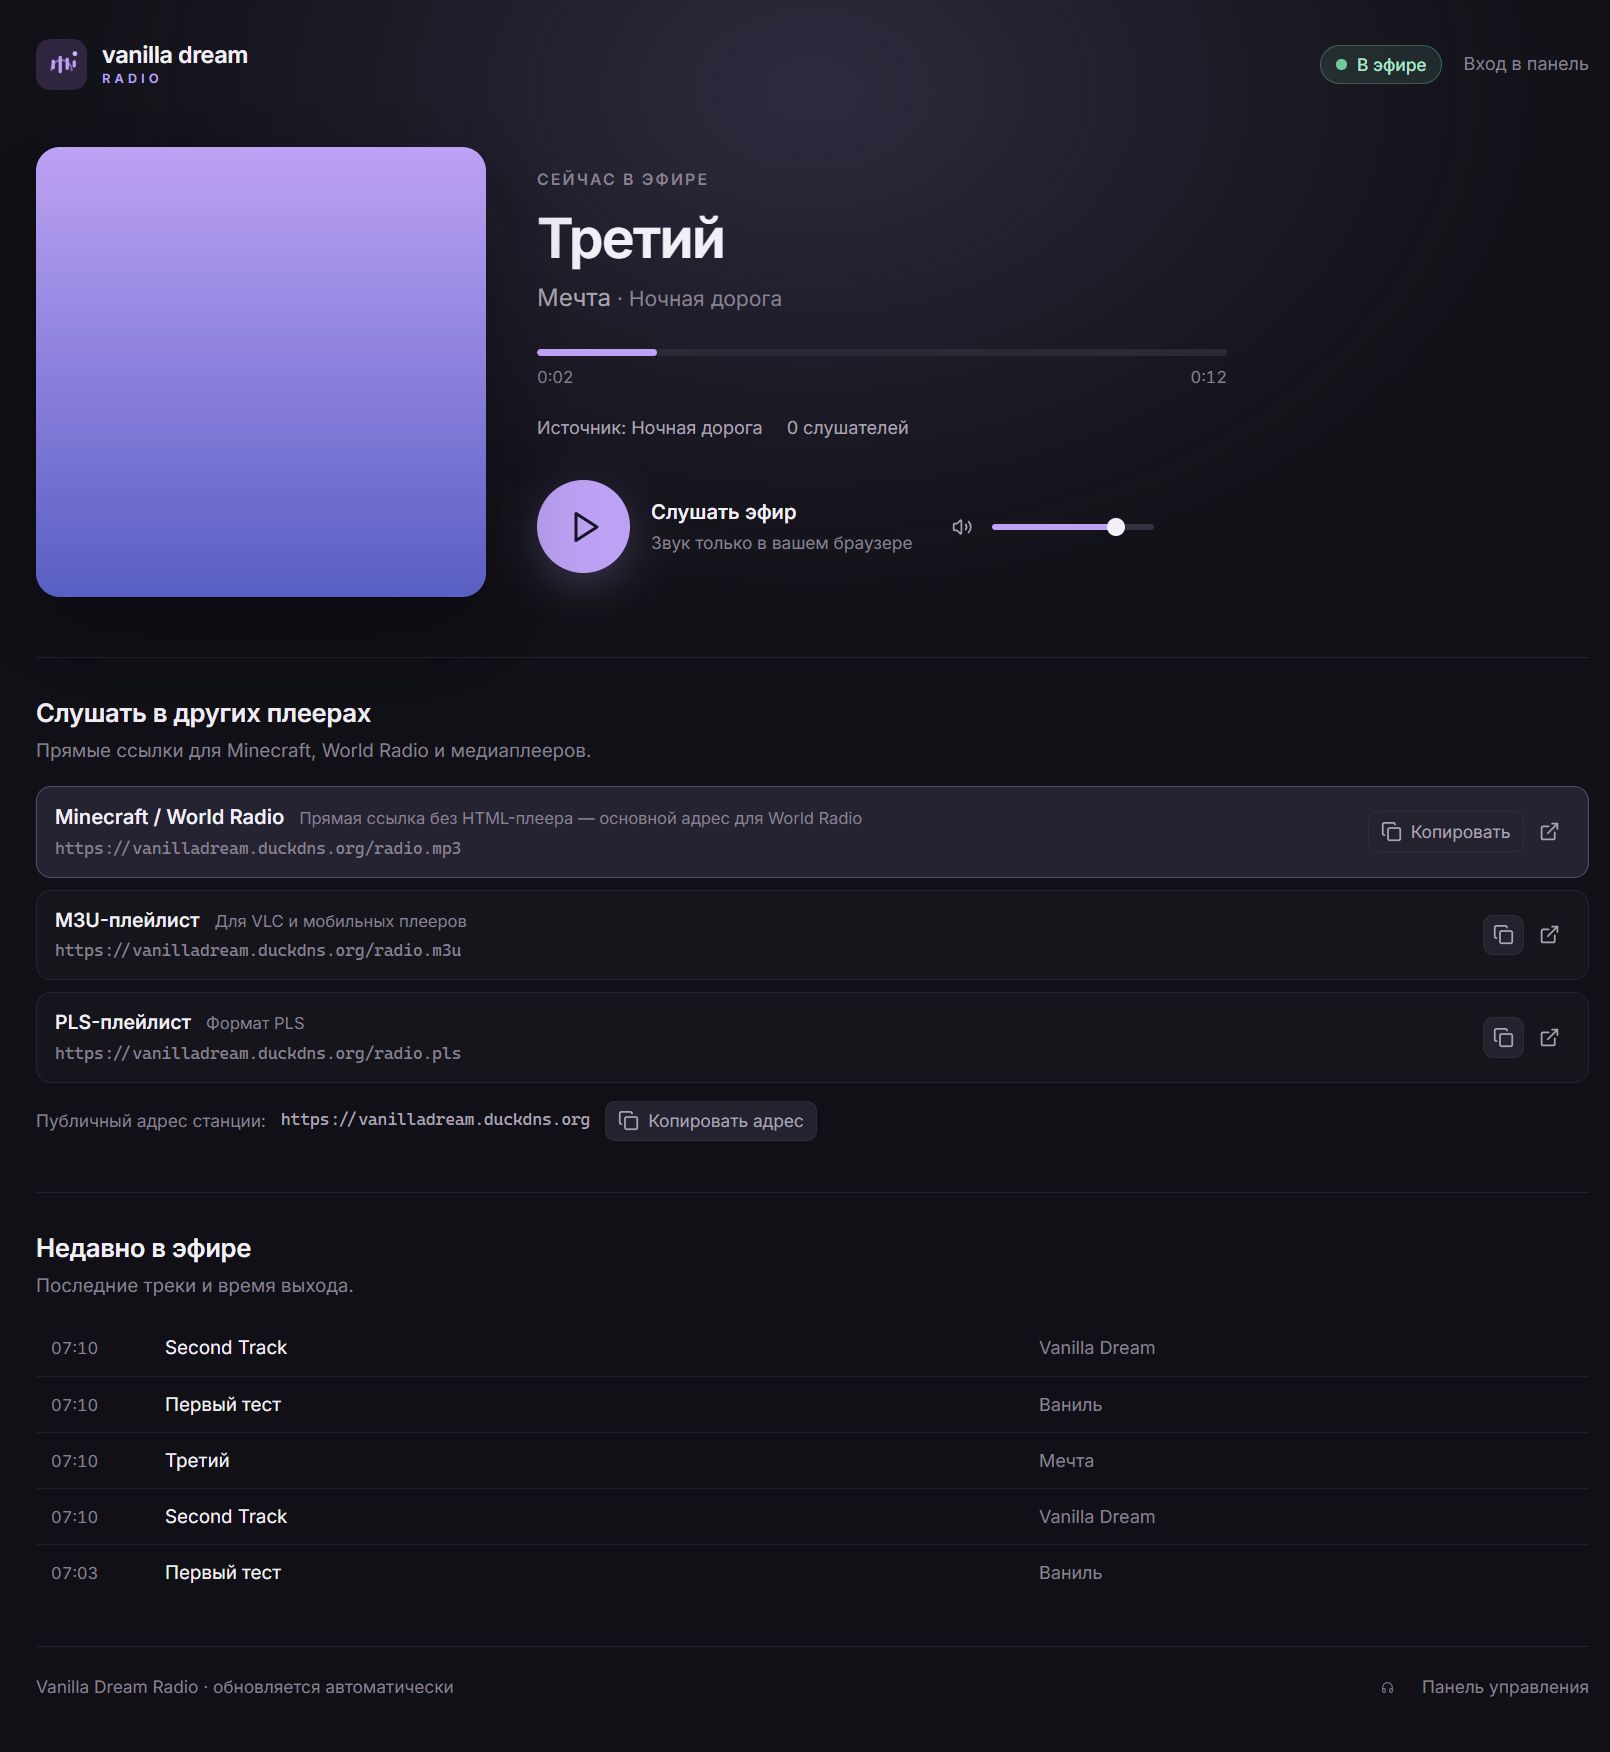 vanilla dream
RADIO
В эфире
Вход в панель
СЕЙЧАС В ЭФИРЕ
Третий
Мечта · Ночная дорога
0:02
0:12
Источник: Ночная дорога
0 слушателей
Слушать эфир
Звук только в вашем браузере
Слушать в других плеерах
Прямые ссылки для Minecraft, World Radio и медиаплееров.
Minecraft / World Radio Прямая ссылка без HTML-плеера — основной адрес для World Radio
https://vanilladream.duckdns.org/radio.mp3
Копировать
M3U-плейлист Для VLC и мобильных плееров
https://vanilladream.duckdns.org/radio.m3u
PLS-плейлист Формат PLS
https://vanilladream.duckdns.org/radio.pls
Публичный адрес станции: https://vanilladream.duckdns.org Копировать адрес
Недавно в эфире
Последние треки и время выхода.
07:10 Second Track Vanilla Dream
07:10 Первый тест Ваниль
07:10 Третий Мечта
07:10 Second Track Vanilla Dream
07:03 Первый тест Ваниль
Vanilla Dream Radio · обновляется автоматически
Панель управления